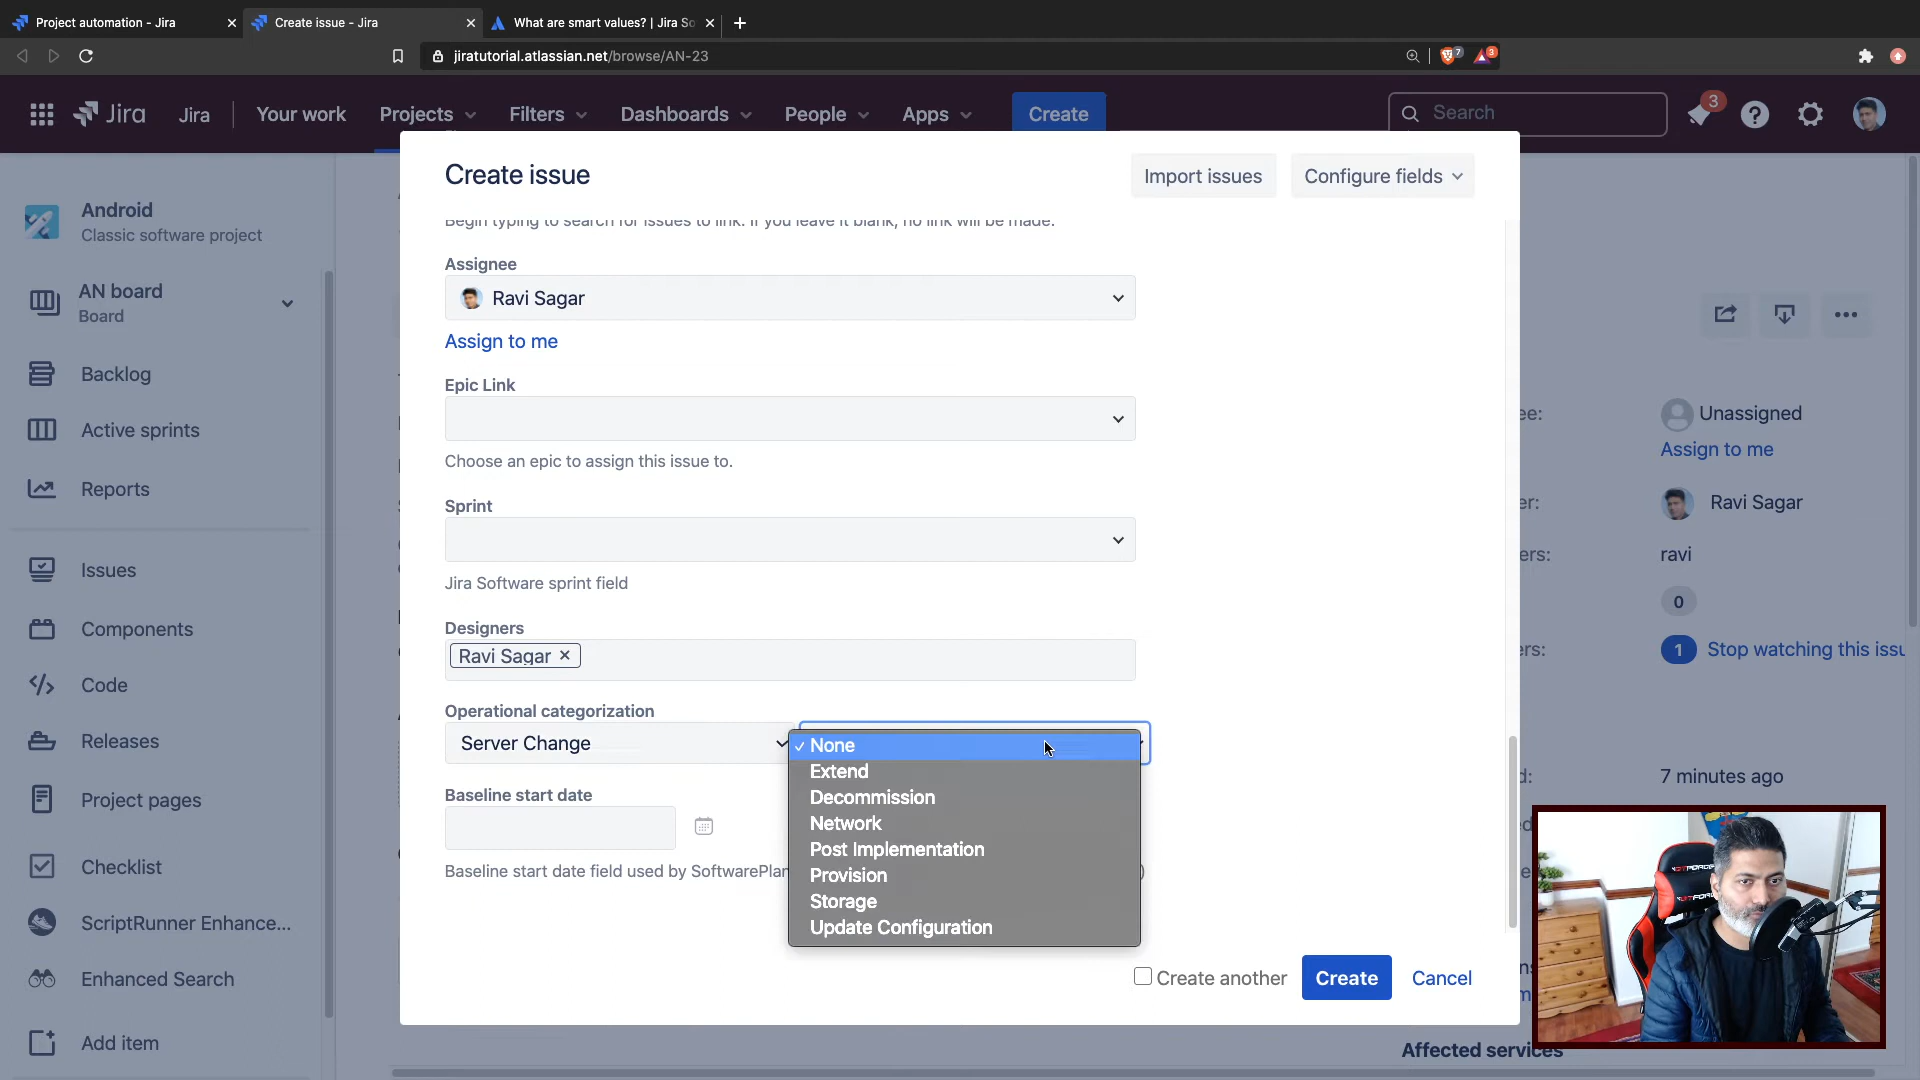 Project automation - Jira
Create issue - Jira
What are smart values? | Jira So
jiratutorial.atlassian.net/browse/AN-23
7
3
Jira
Jira
Your work
Projects
Filters
Dashboards
People
Apps
Create
Search
3
Create issue
Import issues
Configure fields
Android
Classic software project
AN board
Board
Backlog
Active sprints
Reports
Issues
Components
Code
Releases
Project pages
Checklist
ScriptRunner Enhance...
Enhanced Search
Add item
Begin typing to search for issues to link. If you leave it blank, no link will be made.
Assignee
Ravi Sagar
Assign to me
Epic Link
Choose an epic to assign this issue to.
Sprint
Jira Software sprint field
Designers
Ravi Sagar
Operational categorization
Server Change
None
Extend
Decommission
Network
Post Implementation
Provision
Storage
Update Configuration
Baseline start date
Baseline start date field used by SoftwarePlan
Create another
Create
Cancel
Unassigned
Assign to me
Ravi Sagar
ravi
0
1 Stop watching this issu
7 minutes ago
Affected services